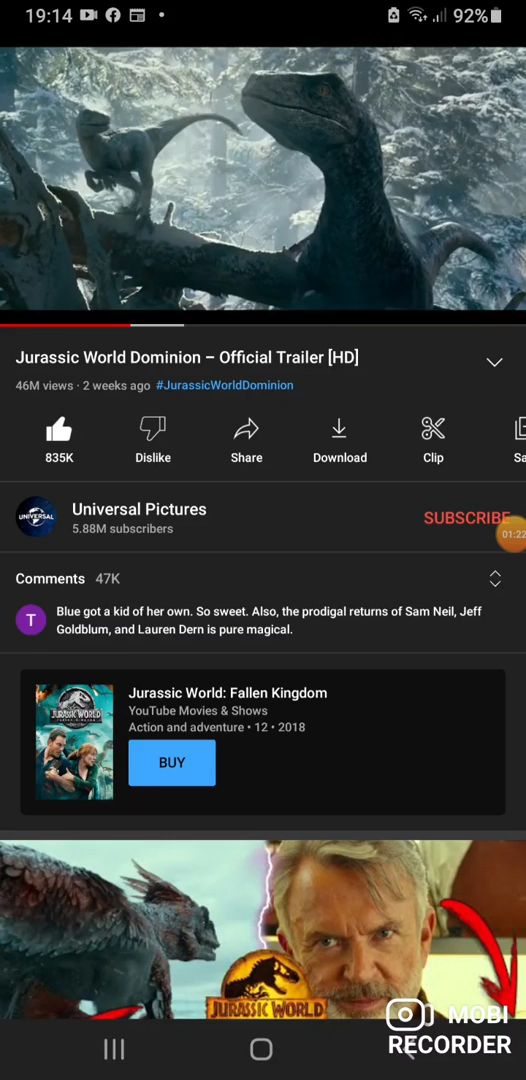 19:14
92%
Jurassic World Dominion – Official Trailer [HD]
46M views · 2 weeks ago #JurassicWorldDominion
835K Dislike Share Download Clip Sa
UNIVERSAL
Universal Pictures
5.88M subscribers
SUBSCRIBE
01:22
Comments 47K
T
Blue got a kid of her own. So sweet. Also, the prodigal returns of Sam Neil, Jeff
Goldblum, and Lauren Dern is pure magical.
JURASSIC WORLD
Jurassic World: Fallen Kingdom
YouTube Movies & Shows
Action and adventure • 12 • 2018
BUY
JURASSIC WORLD
MOBI
RECORDER